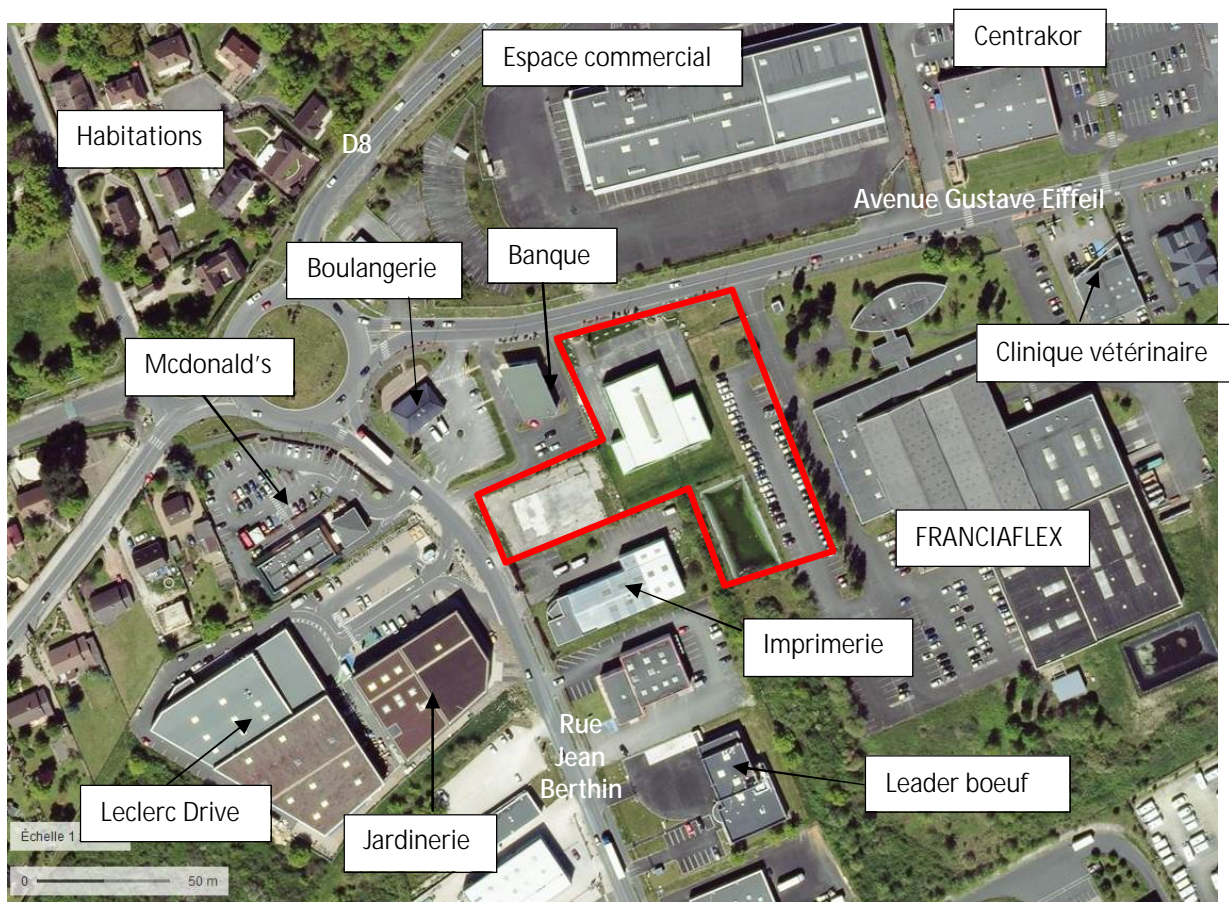 Espace commercial
Centrakor
Habitations
D8
Avenue Gustave Eiffeil
Boulangerie
Banque
Mcdonald's
Clinique vétérinaire
FRANCIAFLEX
Imprimerie
Rue
Jean
Berthin
Leader boeuf
Leclerc Drive
Jardinerie
Échelle 1
0 50 m